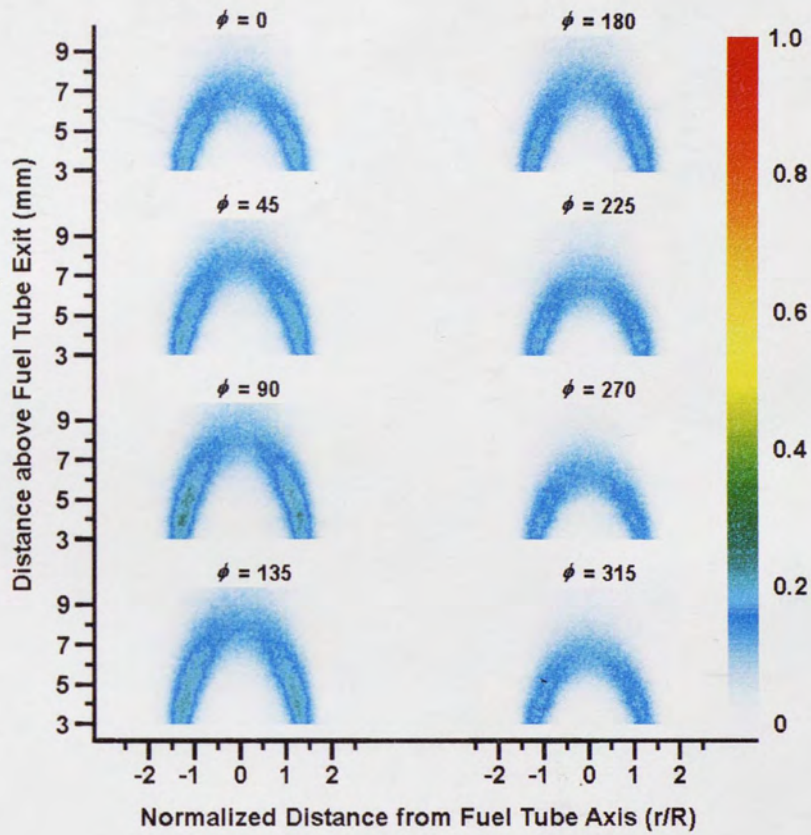 ϕ = 0
ϕ = 180
ϕ = 45
ϕ = 225
ϕ = 90
ϕ = 270
ϕ = 135
ϕ = 315
Distance above Fuel Tube Exit (mm)
9
7
5
3
9
7
5
3
9
7
5
3
9
7
5
3
-2 -1 0 1 2
-2 -1 0 1 2
Normalized Distance from Fuel Tube Axis (r/R)
1.0
0.8
0.6
0.4
0.2
0